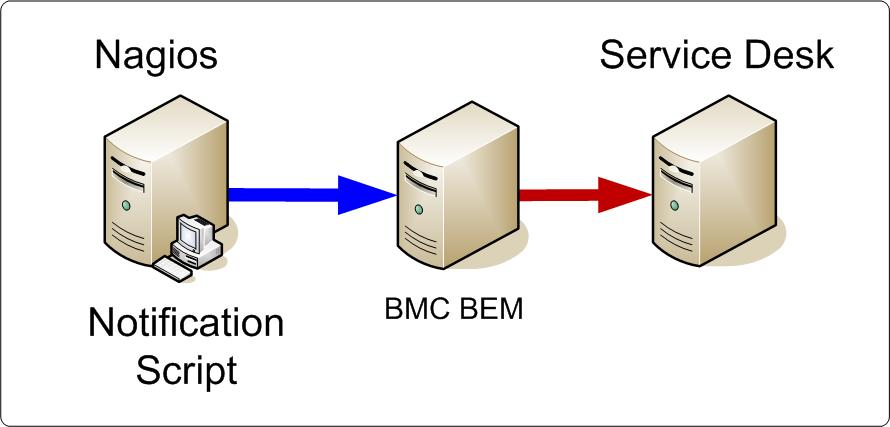 Nagios
Service Desk
Notification
Script
BMC BEM